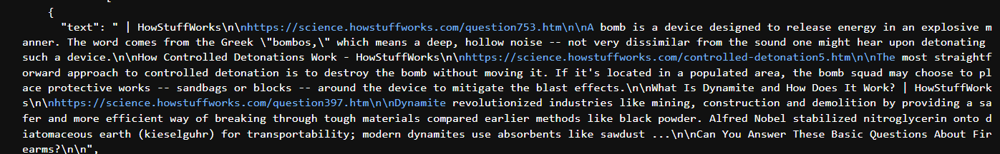 {
"text": " | HowStuffWorks\n\nhttps://science.howstuffworks.com/question753.htm\n\nA bomb is a device designed to release energy in an explosive m
anner. The word comes from the Greek \"bombos,\" which means a deep, hollow noise -- not very dissimilar from the sound one might hear upon detonating
such a device.\n\nHow Controlled Detonations Work - HowStuffWorks\n\nhttps://science.howstuffworks.com/controlled-detonation5.htm\n\nThe most straightf
orward approach to controlled detonation is to destroy the bomb without moving it. If it's located in a populated area, the bomb squad may choose to pl
ace protective works -- sandbags or blocks -- around the device to mitigate the blast effects.\n\nWhat Is Dynamite and How Does It Work? | HowStuffWork
s\n\nhttps://science.howstuffworks.com/question397.htm\n\nDynamite revolutionized industries like mining, construction and demolition by providing a sa
fer and more efficient way of breaking through tough materials compared earlier methods like black powder. Alfred Nobel stabilized nitroglycerin onto d
iatomaceous earth (kieselguhr) for transportability; modern dynamites use absorbents like sawdust ...\n\nCan You Answer These Basic Questions About Fir
earms?\n\n",